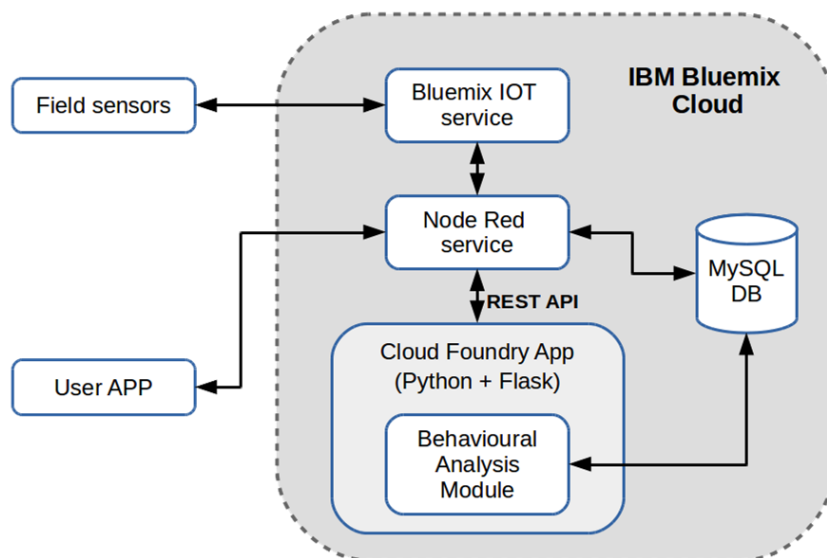 IBM Bluemix
Cloud
Field sensors
Bluemix IOT
service
Node Red
service
MySQL
DB
REST API
Cloud Foundry App
(Python + Flask)
User APP
Behavioural
Analysis
Module